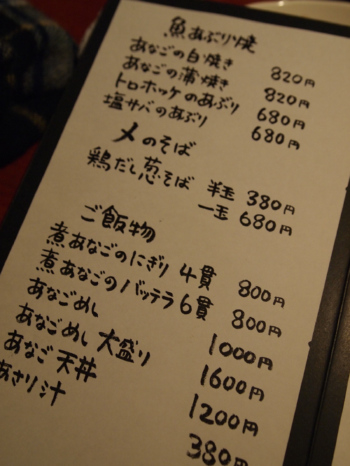 魚あぶり焼
あなごの白焼き 820円
あなごの蒲焼き 820円
トロホッケのあぶり 680円
塩サバのあぶり 680円
〆のそば
鶏だし葱そば 半玉 380円
一玉 680円
ご飯物
煮あなごのにぎり 4貫 800円
煮あなごのバッテラ 6貫 800円
あなごめし 1000円
あなごめし 大盛り 1600円
あなご天丼 1200円
あさり汁 380円